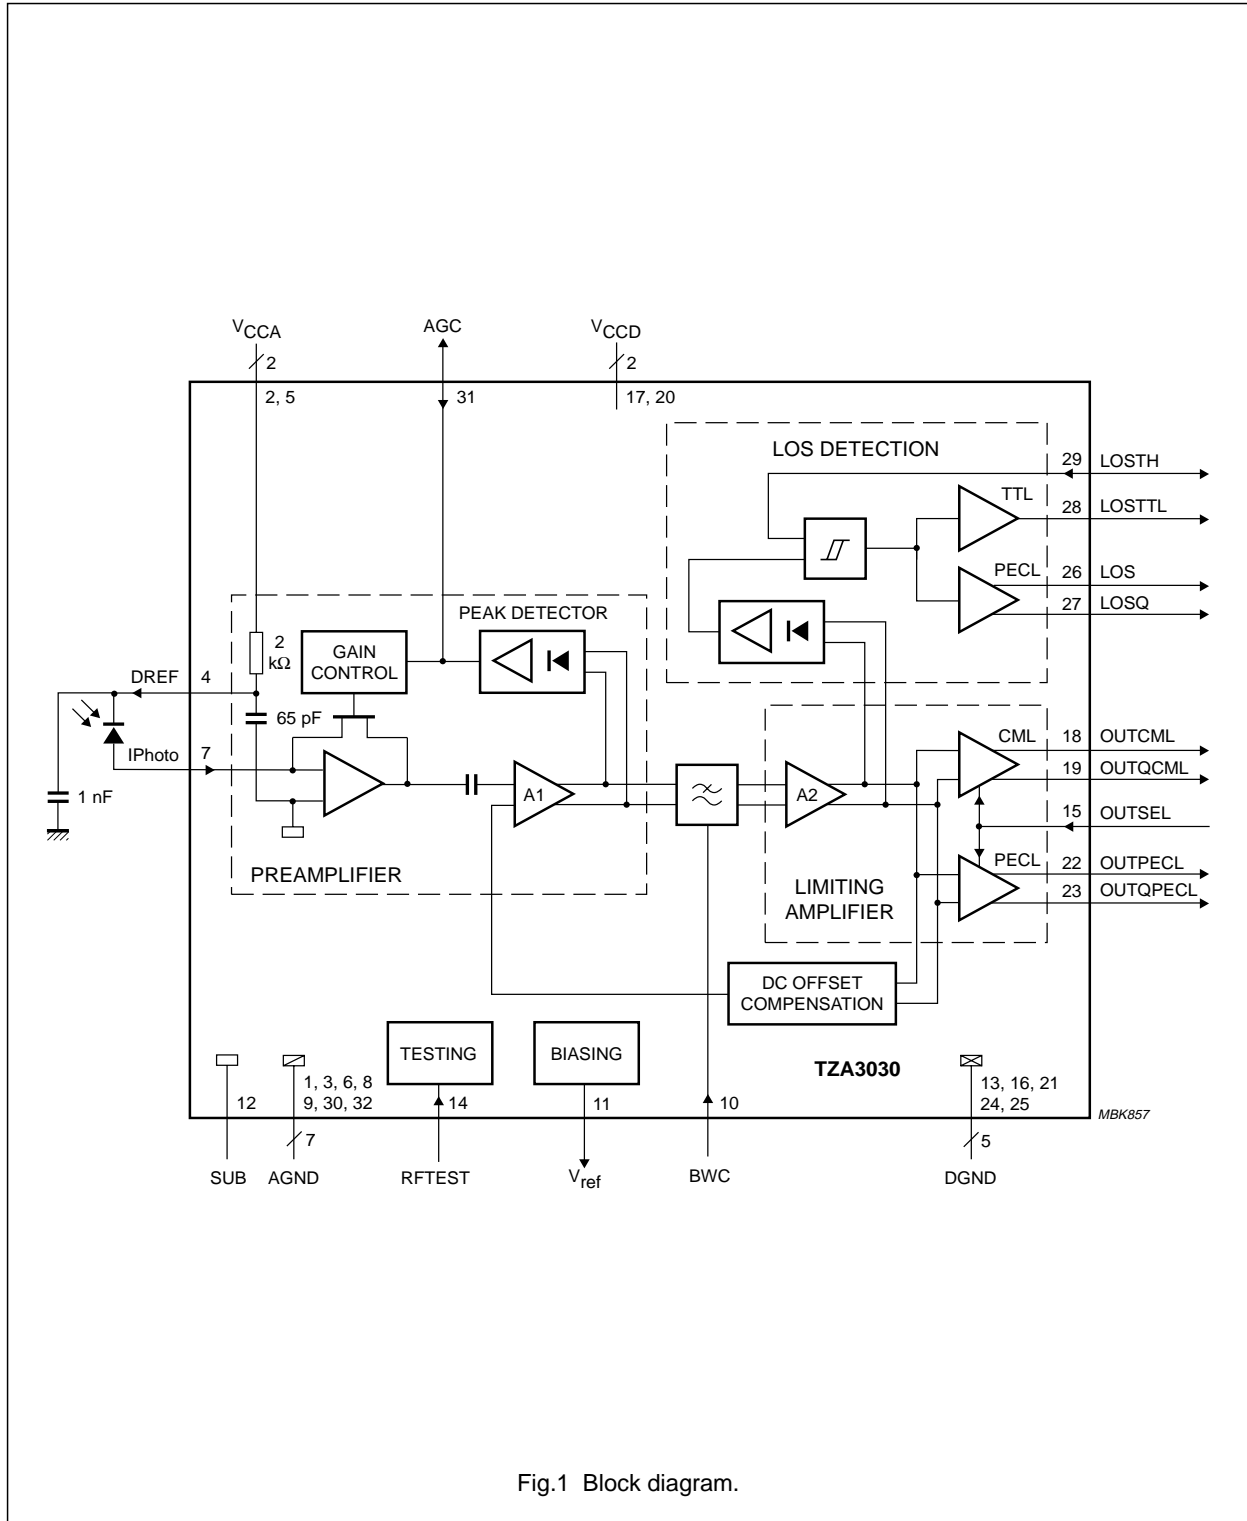 VCCA
AGC
VCCD
2
2
2, 5
31
17, 20
LOS DETECTION
29 LOSTH
TTL
28 LOSTTL
PECL
26 LOS
27 LOSQ
PEAK DETECTOR
2
kΩ
GAIN
CONTROL
DREF 4
65 pF
IPhoto 7
1 nF
A1
A2
CML
18 OUTCML
19 OUTQCML
15 OUTSEL
PECL
22 OUTPECL
23 OUTQPECL
PREAMPLIFIER
LIMITING
AMPLIFIER
DC OFFSET
COMPENSATION
TESTING
BIASING
TZA3030
12
1, 3, 6, 8
9, 30, 32
14
11
10
13, 16, 21
24, 25
MBK857
7
5
SUB
AGND
RFTEST
Vref
BWC
DGND
Fig.1 Block diagram.